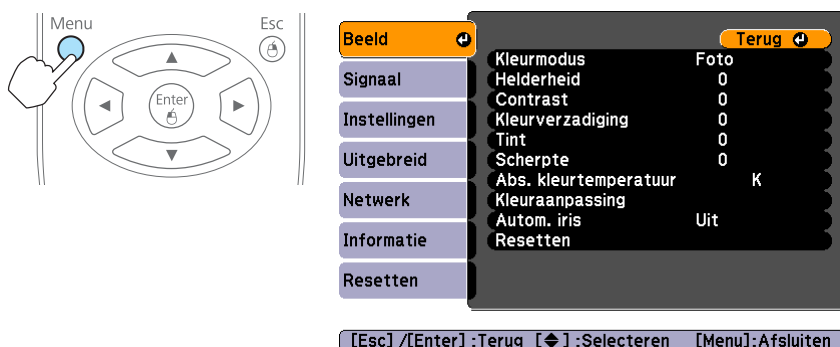 Menu
Esc
Enter
Beeld
Signaal
Instellingen
Uitgebreid
Netwerk
Informatie
Resetten
Terug
Kleurmodus Foto
Helderheid 0
Contrast 0
Kleurverzadiging 0
Tint 0
Scherpte 0
Abs. kleurtemperatuur K
Kleuraanpassing
Autom. iris Uit
Resetten
[Esc]/[Enter]:Terug [◆]:Selecteren [Menu]:Afsluiten